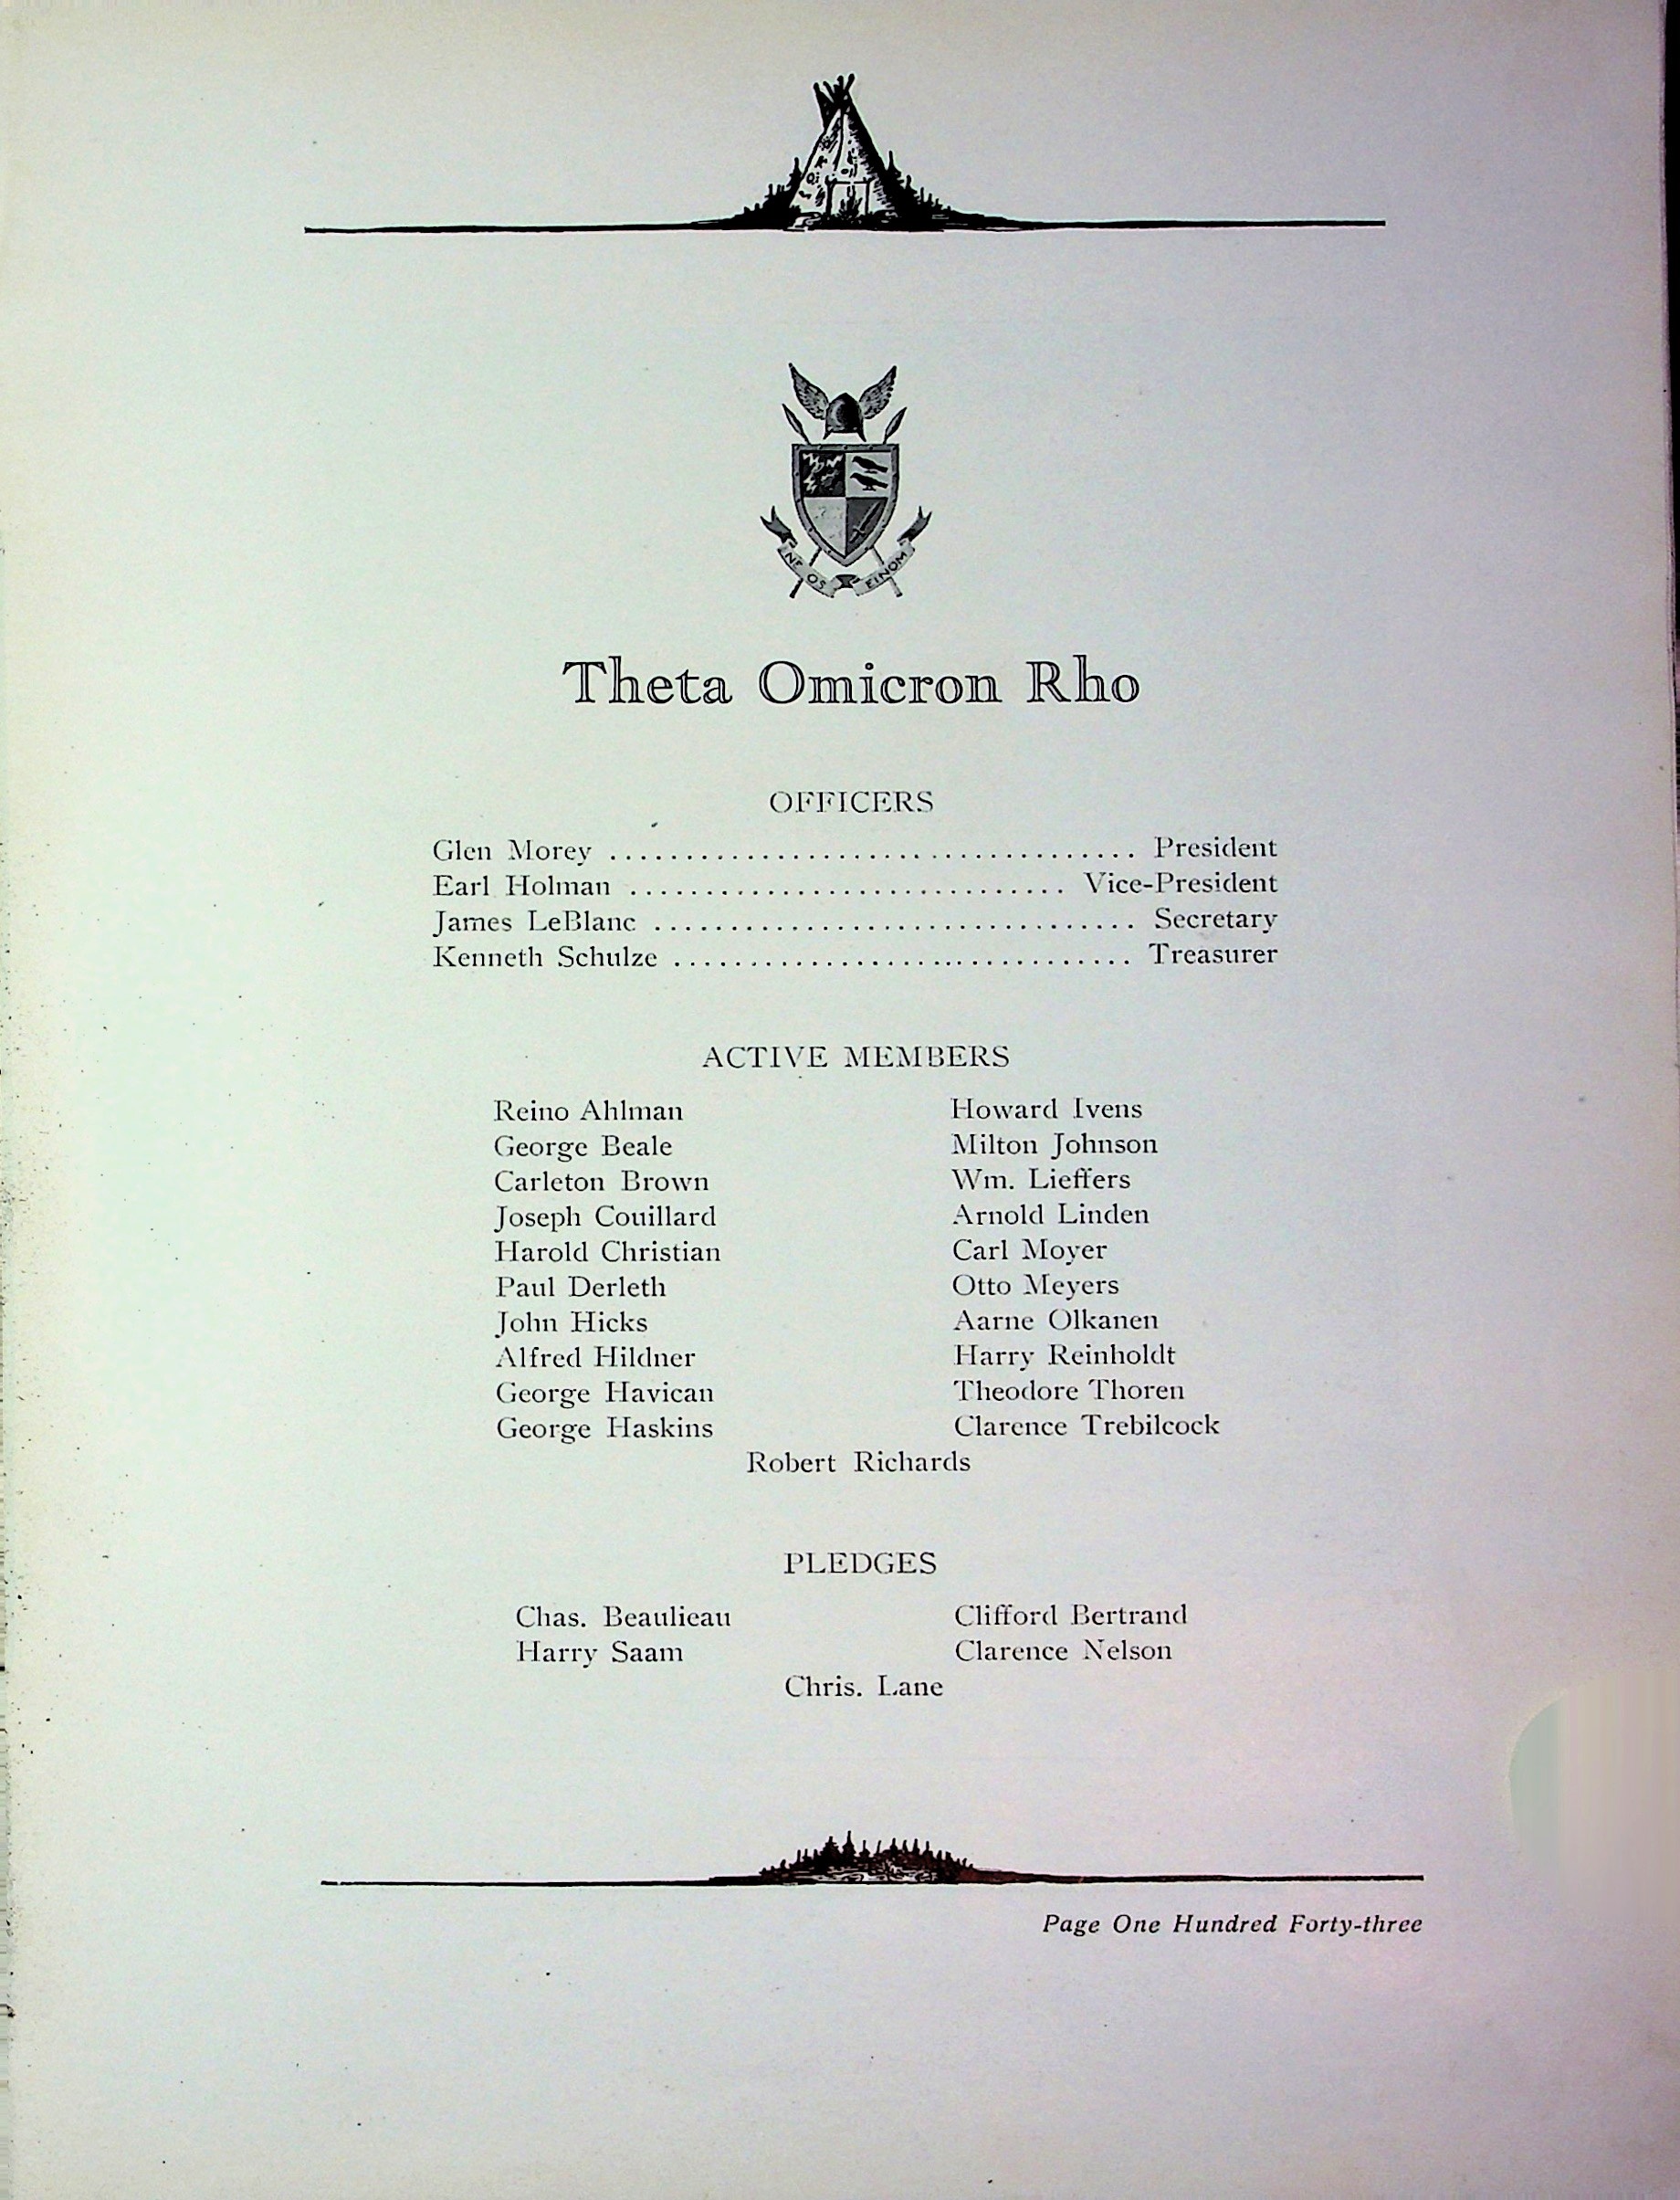 NE OS EINOM
Theta Omicron Rho
OFFICERS
Glen Morey ................................... President
Earl Holman ............................. Vice-President
James LeBlanc ................................ Secretary
Kenneth Schulze .............................. Treasurer
ACTIVE MEMBERS
Reino Ahlman
George Beale
Carleton Brown
Joseph Couillard
Harold Christian
Paul Derleth
John Hicks
Alfred Hildner
George Havican
George Haskins
Howard Ivens
Milton Johnson
Wm. Lieffers
Arnold Linden
Carl Moyer
Otto Meyers
Aarne Olkanen
Harry Reinholdt
Theodore Thoren
Clarence Trebilcock
Robert Richards
PLEDGES
Chas. Beaulieau
Harry Saam
Clifford Bertrand
Clarence Nelson
Chris. Lane
Page One Hundred Forty-three